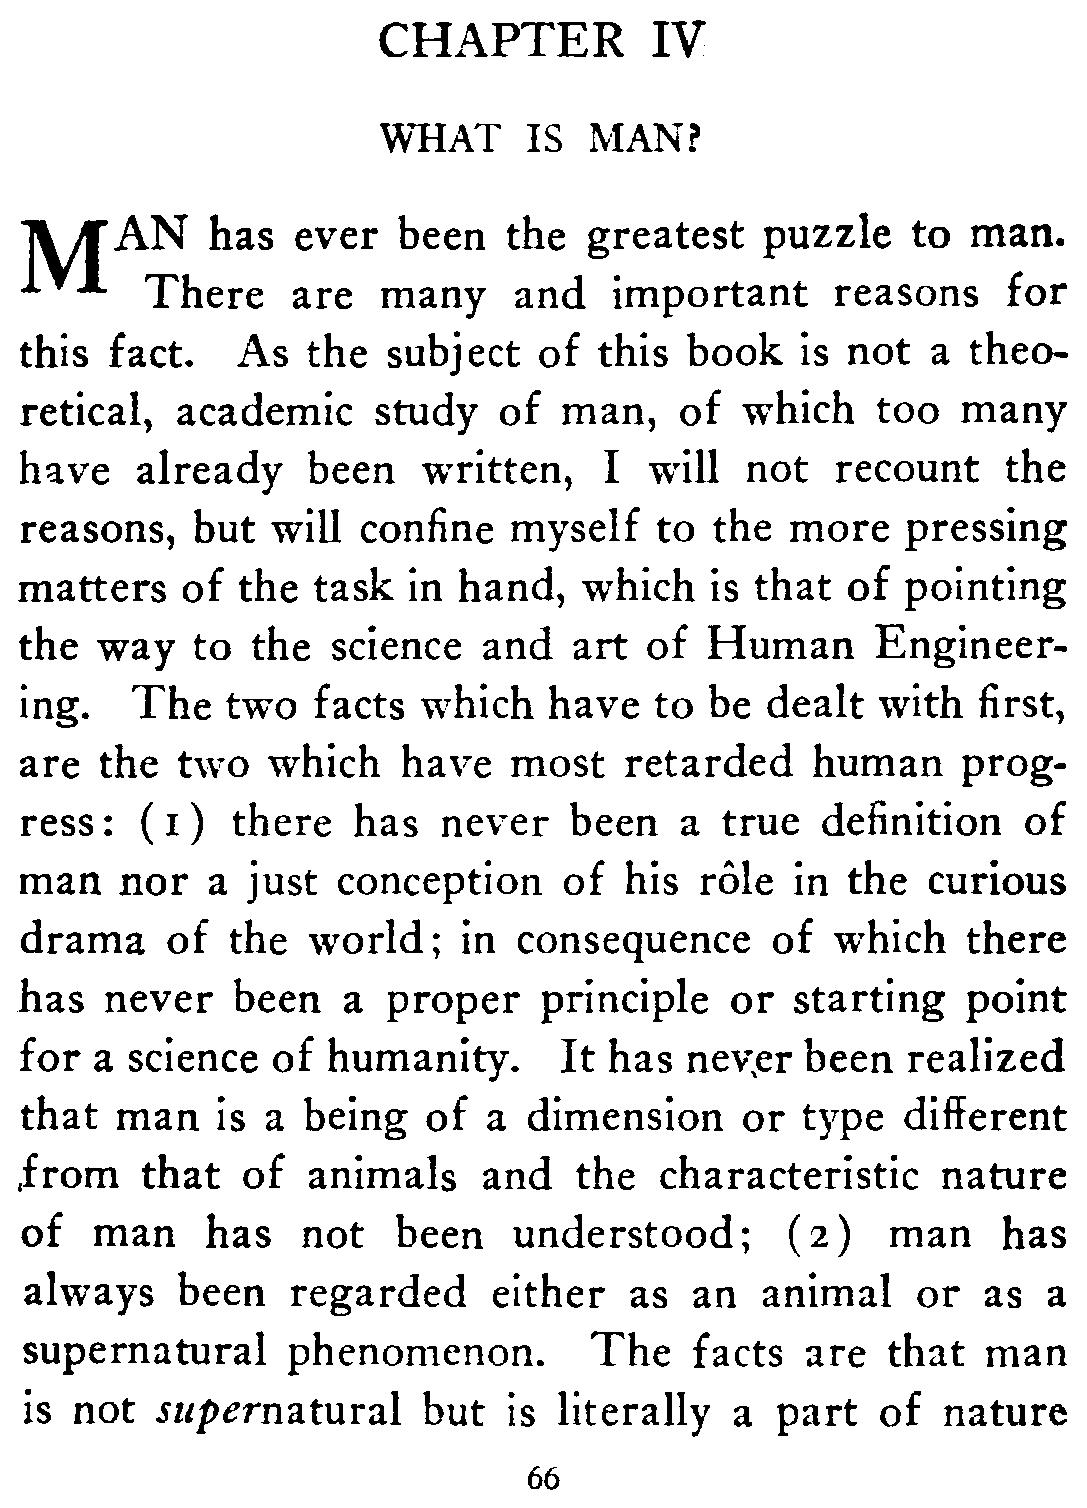 CHAPTER IV
WHAT IS MAN?
MAN has ever been the greatest puzzle to man.
There are many and important reasons for
this fact. As the subject of this book is not a theo-
retical, academic study of man, of which too many
have already been written, I will not recount the
reasons, but will confine myself to the more pressing
matters of the task in hand, which is that of pointing
the way to the science and art of Human Engineer-
ing. The two facts which have to be dealt with first,
are the two which have most retarded human prog-
ress: (1) there has never been a true definition of
man nor a just conception of his rôle in the curious
drama of the world; in consequence of which there
has never been a proper principle or starting point
for a science of humanity. It has never been realized
that man is a being of a dimension or type different
from that of animals and the characteristic nature
of man has not been understood; (2) man has
always been regarded either as an animal or as a
supernatural phenomenon. The facts are that man
is not supernatural but is literally a part of nature
66